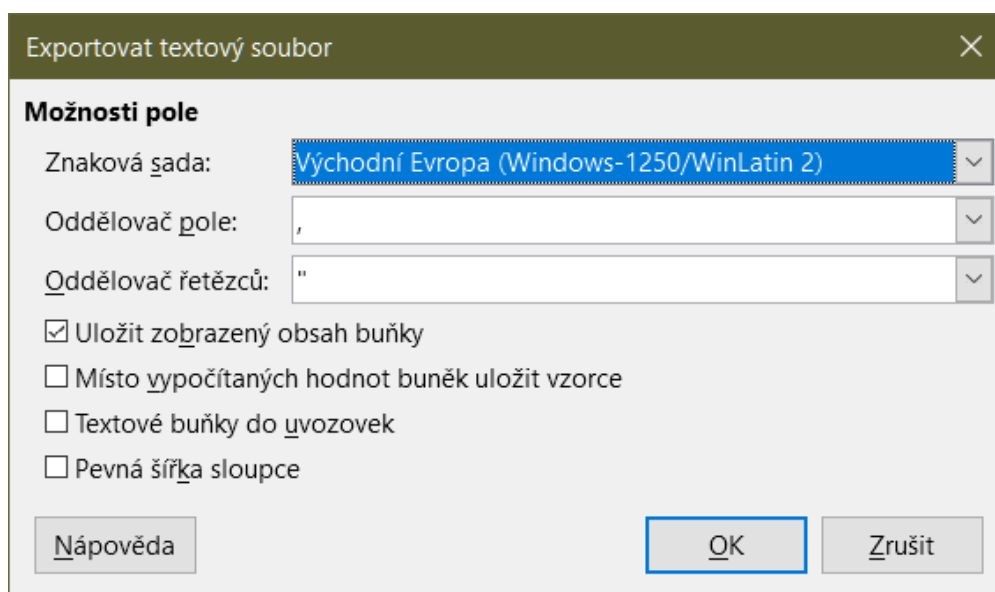 Exportovat textový soubor
Možnosti pole
Znaková sada: Východní Evropa (Windows-1250/WinLatin 2)
Oddělovač pole: ,
Oddělovač řetězců: "
Uložit zobrazený obsah buňky
Místo vypočítaných hodnot buněk uložit vzorce
Textové buňky do uvozovek
Pevná šířka sloupce
Nápověda OK Zrušit